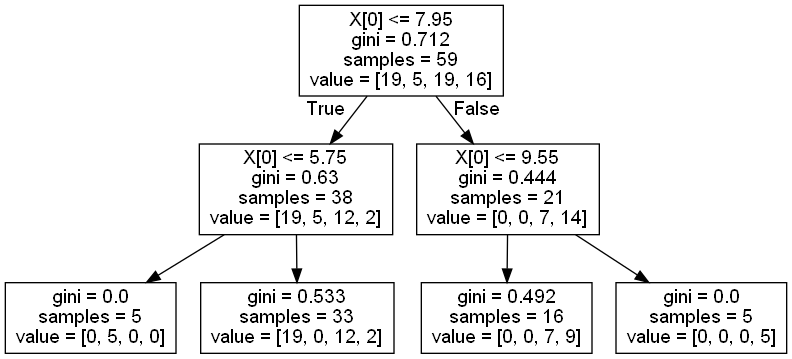 X[0] <= 7.95
gini = 0.712
samples = 59
value = [19, 5, 19, 16]
True
False
X[0] <= 5.75
gini = 0.63
samples = 38
value = [19, 5, 12, 2]
X[0] <= 9.55
gini = 0.444
samples = 21
value = [0, 0, 7, 14]
gini = 0.0
samples = 5
value = [0, 5, 0, 0]
gini = 0.533
samples = 33
value = [19, 0, 12, 2]
gini = 0.492
samples = 16
value = [0, 0, 7, 9]
gini = 0.0
samples = 5
value = [0, 0, 0, 5]